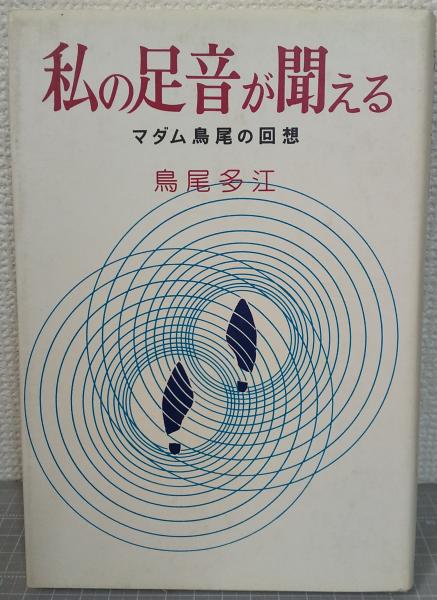 私の足音が聞える
マダム鳥尾の回想
鳥尾多江